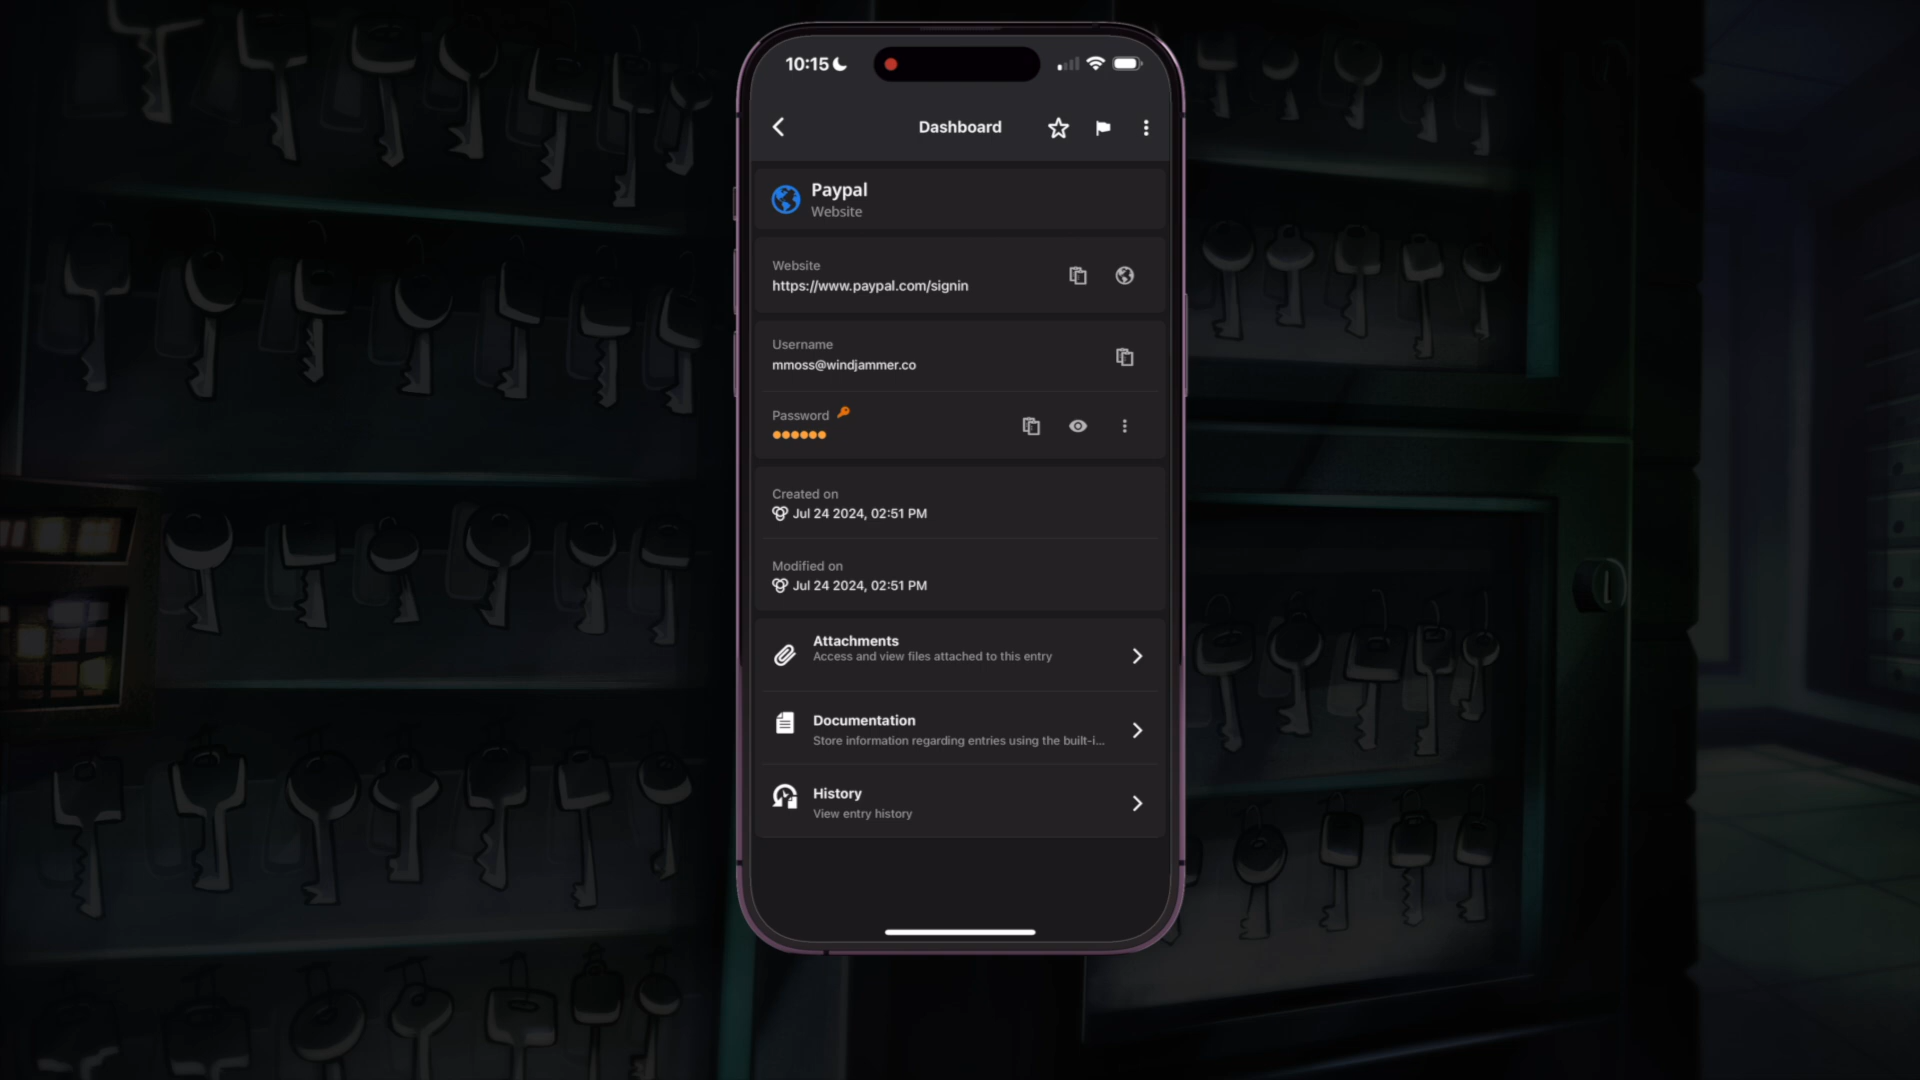 10:15
Dashboard
Paypal
Website
Website
https://www.paypal.com/signin
Username
mmoss@windjammer.co
Password
Created on
Jul 24 2024, 02:51 PM
Modified on
Jul 24 2024, 02:51 PM
Attachments
Access and view files attached to this entry
Documentation
Store information regarding entries using the built-i...
History
View entry history